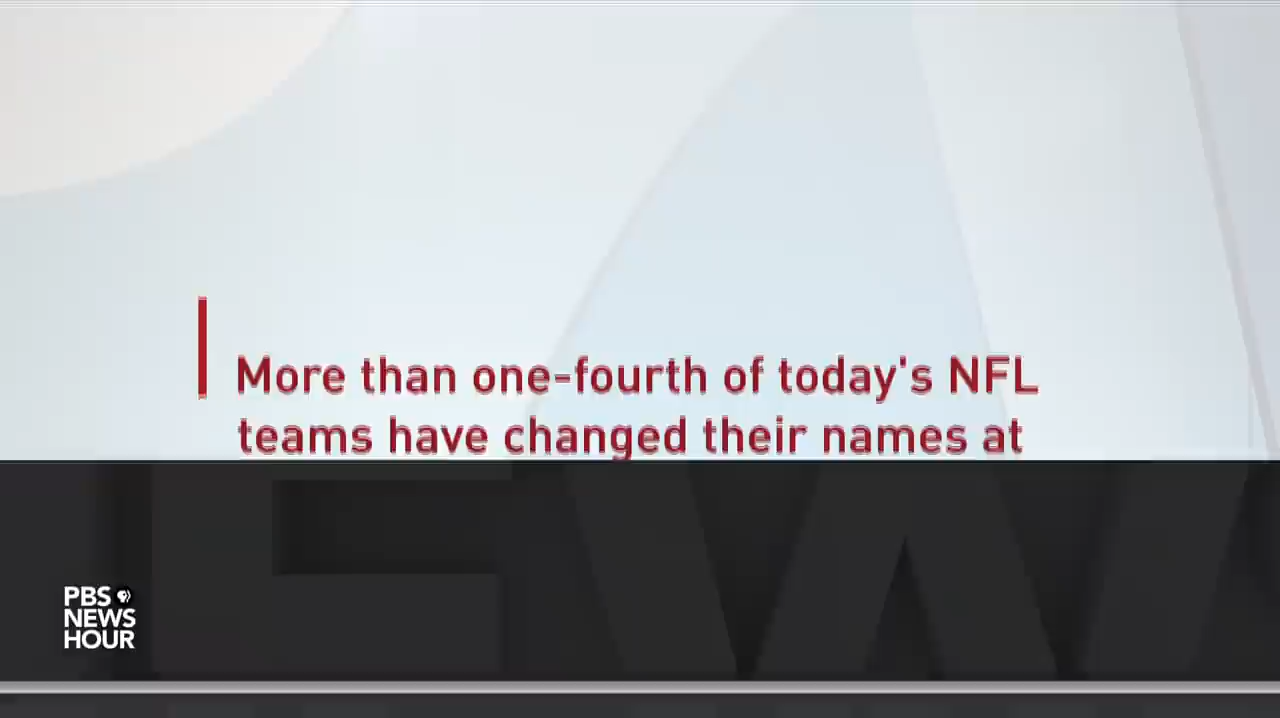 More than one-fourth of today's NFL
teams have changed their names at
PBS
NEWS
HOUR